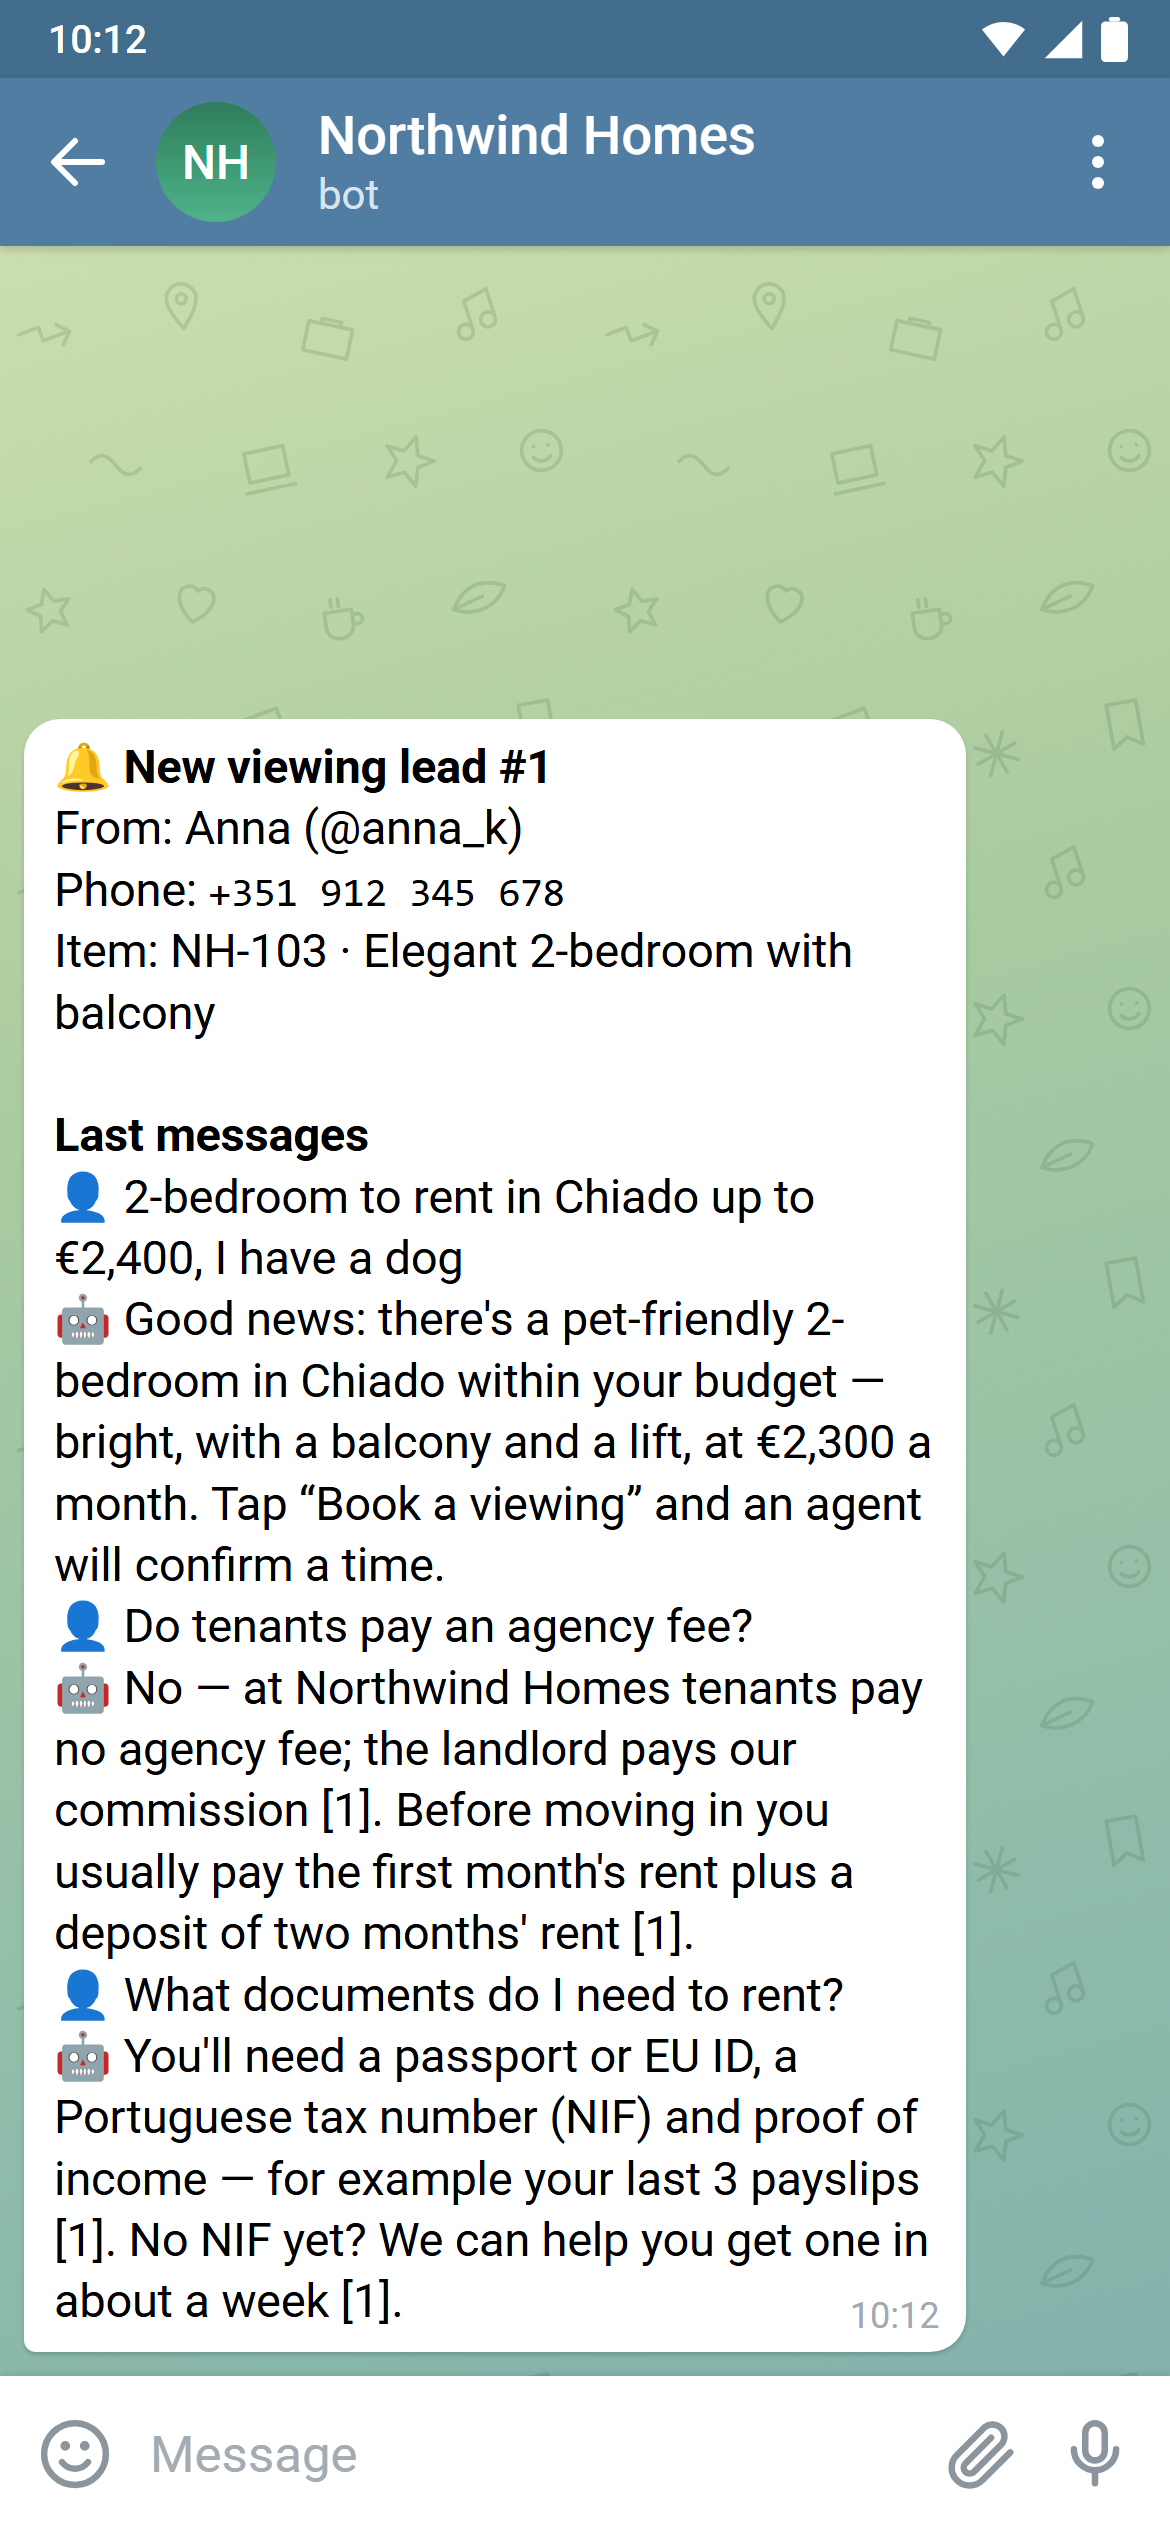 10:12
NH
Northwind Homes
bot
🔔 New viewing lead #1
From: Anna (@anna_k)
Phone: +351 912 345 678
Item: NH-103 · Elegant 2-bedroom with
balcony
Last messages
👤 2-bedroom to rent in Chiado up to
€2,400, I have a dog
🤖 Good news: there's a pet-friendly 2-
bedroom in Chiado within your budget —
bright, with a balcony and a lift, at €2,300 a
month. Tap “Book a viewing” and an agent
will confirm a time.
👤 Do tenants pay an agency fee?
🤖 No — at Northwind Homes tenants pay
no agency fee; the landlord pays our
commission [1]. Before moving in you
usually pay the first month's rent plus a
deposit of two months' rent [1].
👤 What documents do I need to rent?
🤖 You'll need a passport or EU ID, a
Portuguese tax number (NIF) and proof of
income — for example your last 3 payslips
[1]. No NIF yet? We can help you get one in
about a week [1].
10:12
Message